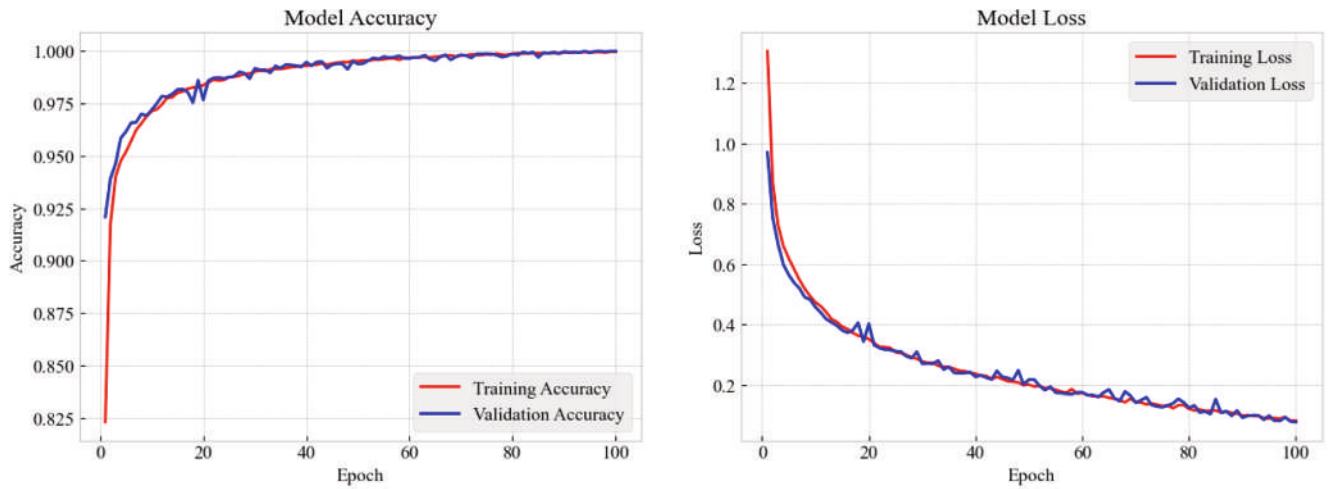 Model Accuracy
1.000
0.975
0.950
0.925
0.900
0.875
0.850
0.825
Accuracy
Training Accuracy
Validation Accuracy
0 20 40 60 80 100
Epoch
Model Loss
1.2
1.0
0.8
0.6
0.4
0.2
Loss
Training Loss
Validation Loss
0 20 40 60 80 100
Epoch